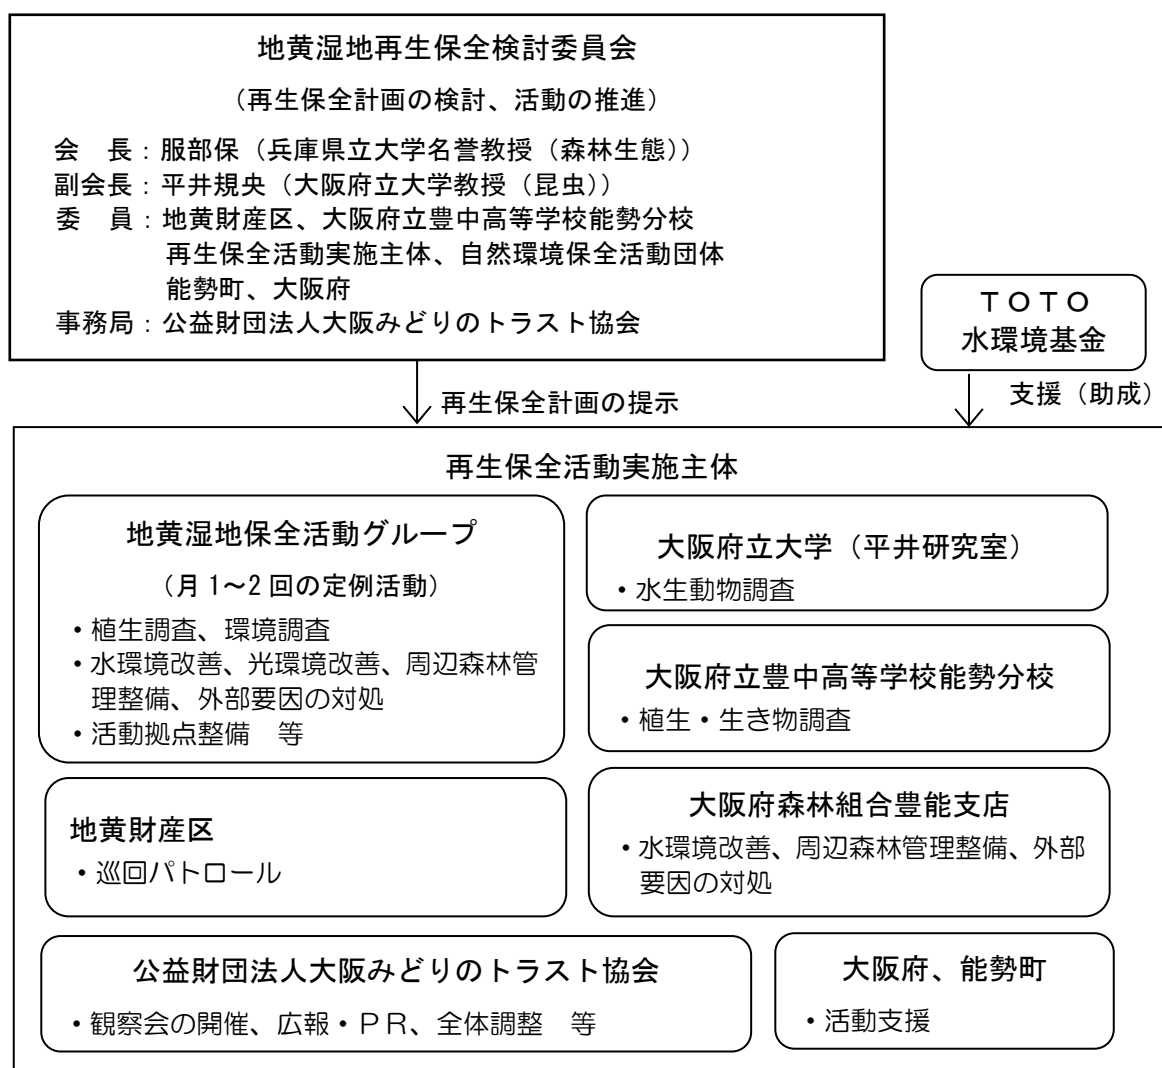 地黄湿地再生保全検討委員会
（再生保全計画の検討、活動の推進）
会　長：服部保（兵庫県立大学名誉教授（森林生態））
副会長：平井規央（大阪府立大学教授（昆虫））
委　員：地黄財産区、大阪府立豊中高等学校能勢分校
再生保全活動実施主体、自然環境保全活動団体
能勢町、大阪府
事務局：公益財団法人大阪みどりのトラスト協会
ＴＯＴＯ
水環境基金
再生保全計画の提示
支援（助成）
再生保全活動実施主体
地黄湿地保全活動グループ
（月1～2回の定例活動）
・植生調査、環境調査
・水環境改善、光環境改善、周辺森林管
理整備、外部要因の対処
・活動拠点整備　等
大阪府立大学（平井研究室）
・水生動物調査
大阪府立豊中高等学校能勢分校
・植生・生き物調査
地黄財産区
・巡回パトロール
大阪府森林組合豊能支店
・水環境改善、周辺森林管理整備、外部
要因の対処
公益財団法人大阪みどりのトラスト協会
・観察会の開催、広報・ＰＲ、全体調整　等
大阪府、能勢町
・活動支援